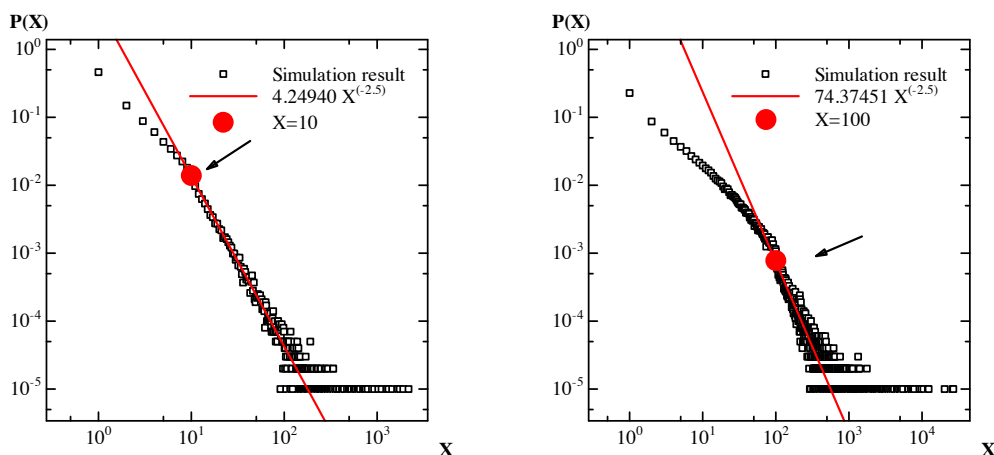 P(X)
10^0
10^-1
10^-2
10^-3
10^-4
10^-5
10^0
10^1
10^2
10^3
X
Simulation result
4.24940 X^(-2.5)
X=10
P(X)
10^0
10^-1
10^-2
10^-3
10^-4
10^-5
10^0
10^1
10^2
10^3
10^4
X
Simulation result
74.37451 X^(-2.5)
X=100